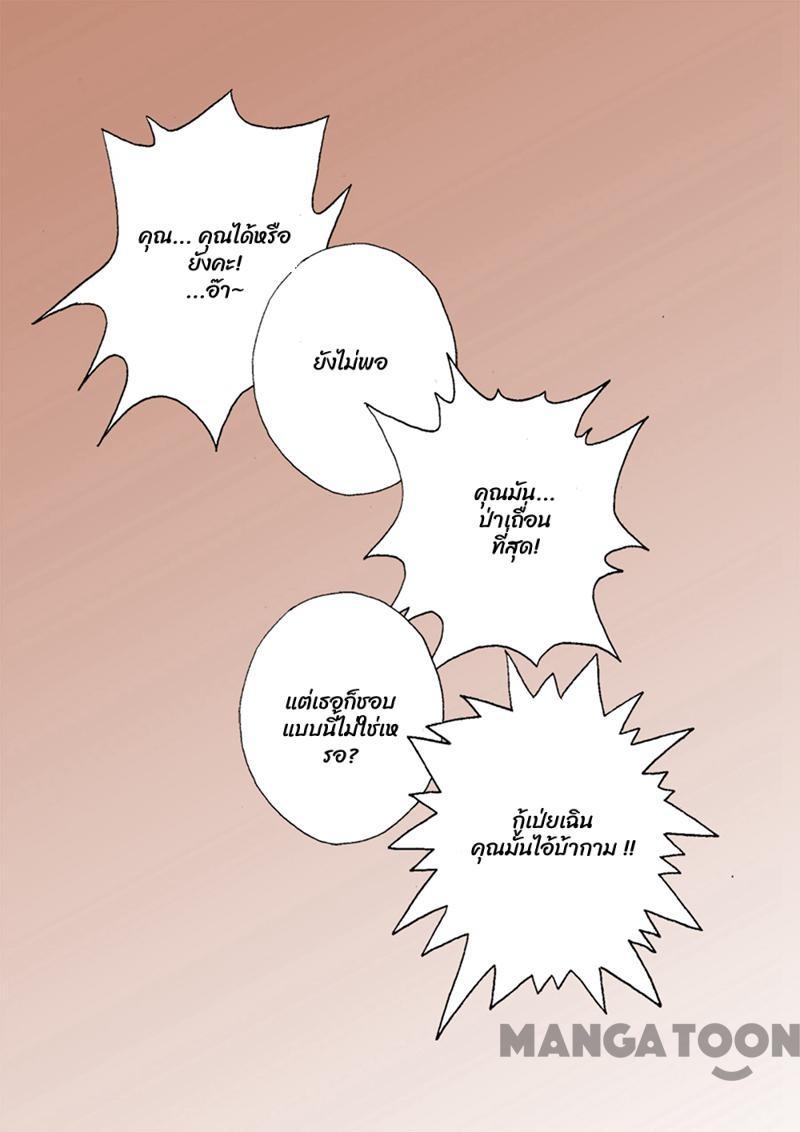 คุณ... คุณได้หรือ
ยังคะ!
...อ๊า~
ยังไม่พอ
คุณมัน...
ป่าเถื่อน
ที่สุด!
แต่เธอก็ชอบ
แบบนี้ไม่ใช่เห
รอ?
กู้เป่ยเฉิน
คุณมันไอ้บ้ากาม !!
MANGATOON